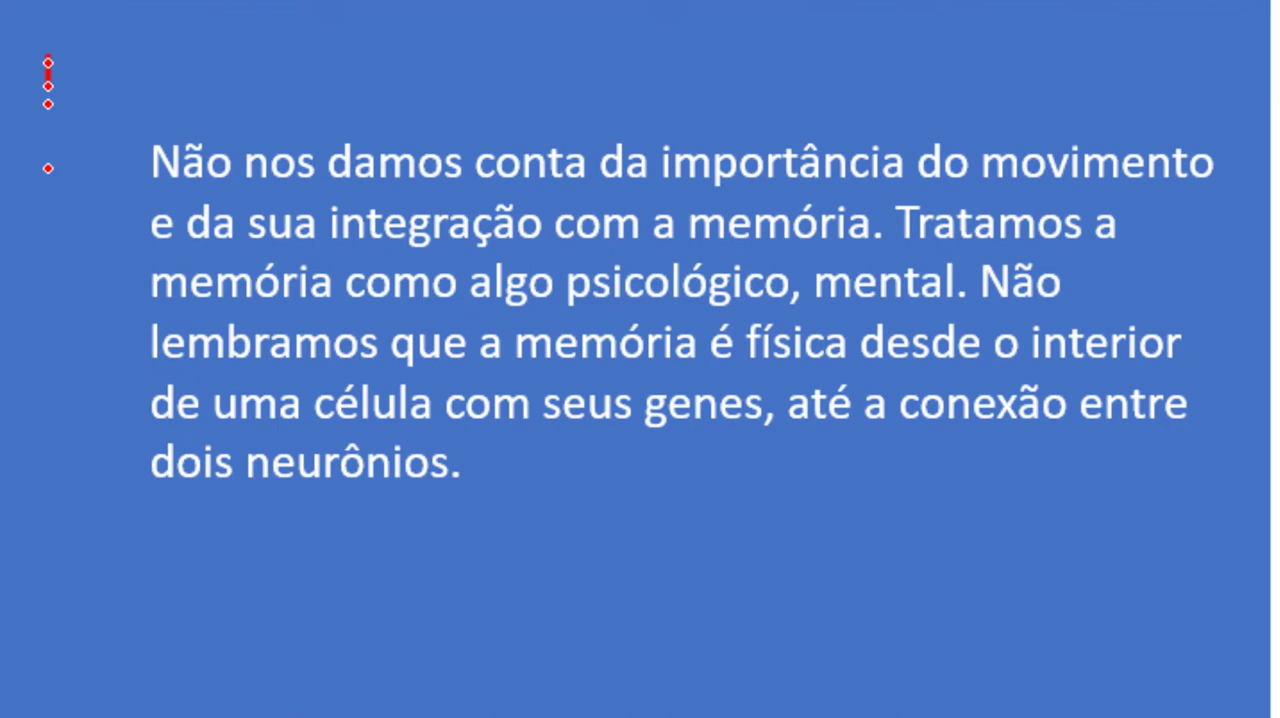 Não nos damos conta da importância do movimento
e da sua integração com a memória. Tratamos a
memória como algo psicológico, mental. Não
lembramos que a memória é física desde o interior
de uma célula com seus genes, até a conexão entre
dois neurônios.